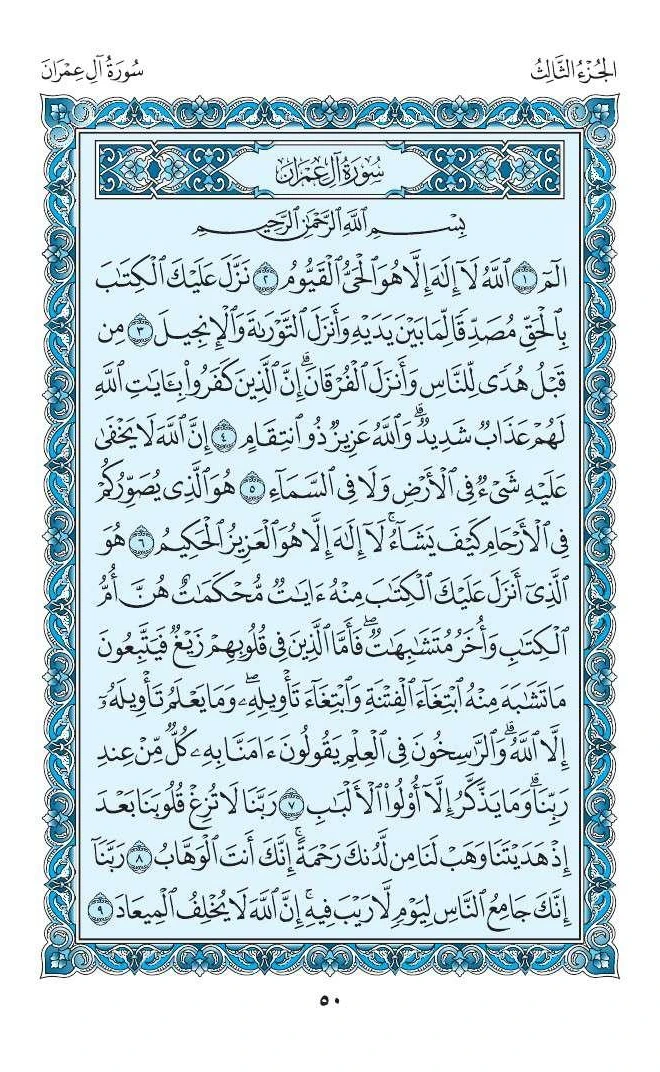 الجُزْءُ الثَّالِثُ
سُورَةُ آلِ عِمْرَانَ
سُورَةُ آلِ عِمْرَانَ
بِسْمِ ٱللَّهِ ٱلرَّحْمَٰنِ ٱلرَّحِيمِ
الٓمٓ ١ ٱللَّهُ لَآ إِلَٰهَ إِلَّا هُوَ ٱلْحَىُّ ٱلْقَيُّومُ ٢ نَزَّلَ عَلَيْكَ ٱلْكِتَٰبَ
بِٱلْحَقِّ مُصَدِّقًا لِّمَا بَيْنَ يَدَيْهِ وَأَنزَلَ ٱلتَّوْرَىٰةَ وَٱلْإِنجِيلَ ٣ مِن
قَبْلُ هُدًى لِّلنَّاسِ وَأَنزَلَ ٱلْفُرْقَانَۗ إِنَّ ٱلَّذِينَ كَفَرُوا۟ بِـَٔايَٰتِ ٱللَّهِ
لَهُمْ عَذَابٌ شَدِيدٌۗ وَٱللَّهُ عَزِيزٌ ذُو ٱنتِقَامٍ ٤ إِنَّ ٱللَّهَ لَا يَخْفَىٰ
عَلَيْهِ شَىْءٌ فِى ٱلْأَرْضِ وَلَا فِى ٱلسَّمَآءِ ٥ هُوَ ٱلَّذِى يُصَوِّرُكُمْ
فِى ٱلْأَرْحَامِ كَيْفَ يَشَآءُۚ لَآ إِلَٰهَ إِلَّا هُوَ ٱلْعَزِيزُ ٱلْحَكِيمُ ٦ هُوَ
ٱلَّذِىٓ أَنزَلَ عَلَيْكَ ٱلْكِتَٰبَ مِنْهُ ءَايَٰتٌ مُّحْكَمَٰتٌ هُنَّ أُمُّ
ٱلْكِتَٰبِ وَأُخَرُ مُتَشَٰبِهَٰتٌۖ فَأَمَّا ٱلَّذِينَ فِى قُلُوبِهِمْ زَيْغٌ فَيَتَّبِعُونَ
مَا تَشَٰبَهَ مِنْهُ ٱبْتِغَآءَ ٱلْفِتْنَةِ وَٱبْتِغَآءَ تَأْوِيلِهِۦۖ وَمَا يَعْلَمُ تَأْوِيلَهُۥٓ
إِلَّا ٱللَّهُۗ وَٱلرَّٰسِخُونَ فِى ٱلْعِلْمِ يَقُولُونَ ءَامَنَّا بِهِۦ كُلٌّ مِّنْ عِندِ
رَبِّنَاۗ وَمَا يَذَّكَّرُ إِلَّآ أُو۟لُوا۟ ٱلْأَلْبَٰبِ ٧ رَبَّنَا لَا تُزِغْ قُلُوبَنَا بَعْدَ
إِذْ هَدَيْتَنَا وَهَبْ لَنَا مِن لَّدُنكَ رَحْمَةًۚ إِنَّكَ أَنتَ ٱلْوَهَّابُ ٨ رَبَّنَآ
إِنَّكَ جَامِعُ ٱلنَّاسِ لِيَوْمٍ لَّا رَيْبَ فِيهِۚ إِنَّ ٱللَّهَ لَا يُخْلِفُ ٱلْمِيعَادَ ٩
٥٠